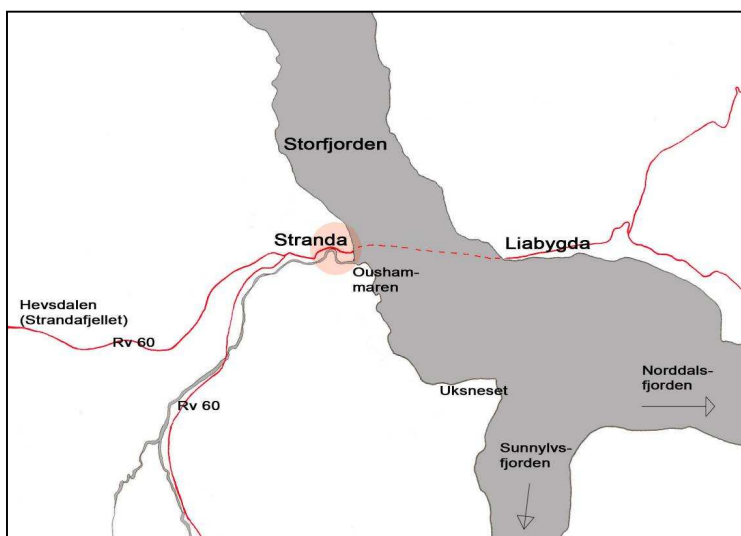 Storfjorden
Stranda
Liabygda
Ousham-
maren
Hevsdalen
(Strandafjellet)
Rv 60
Norddals-
fjorden
Uksneset
Rv 60
Sunnylvs-
fjorden